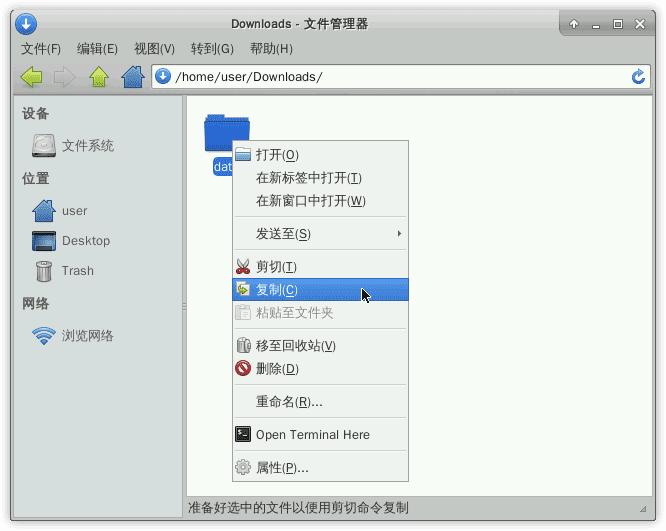 Downloads - 文件管理器
文件(F) 编辑(E) 视图(V) 转到(G) 帮助(H)
/home/user/Downloads/
设备
文件系统
位置
user
Desktop
Trash
网络
浏览网络
dat
打开(O)
在新标签中打开(T)
在新窗口中打开(W)
发送至(S)
剪切(T)
复制(C)
粘贴至文件夹
移至回收站(V)
删除(D)
重命名(R)...
Open Terminal Here
属性(P)...
准备好选中的文件以便用剪切命令复制